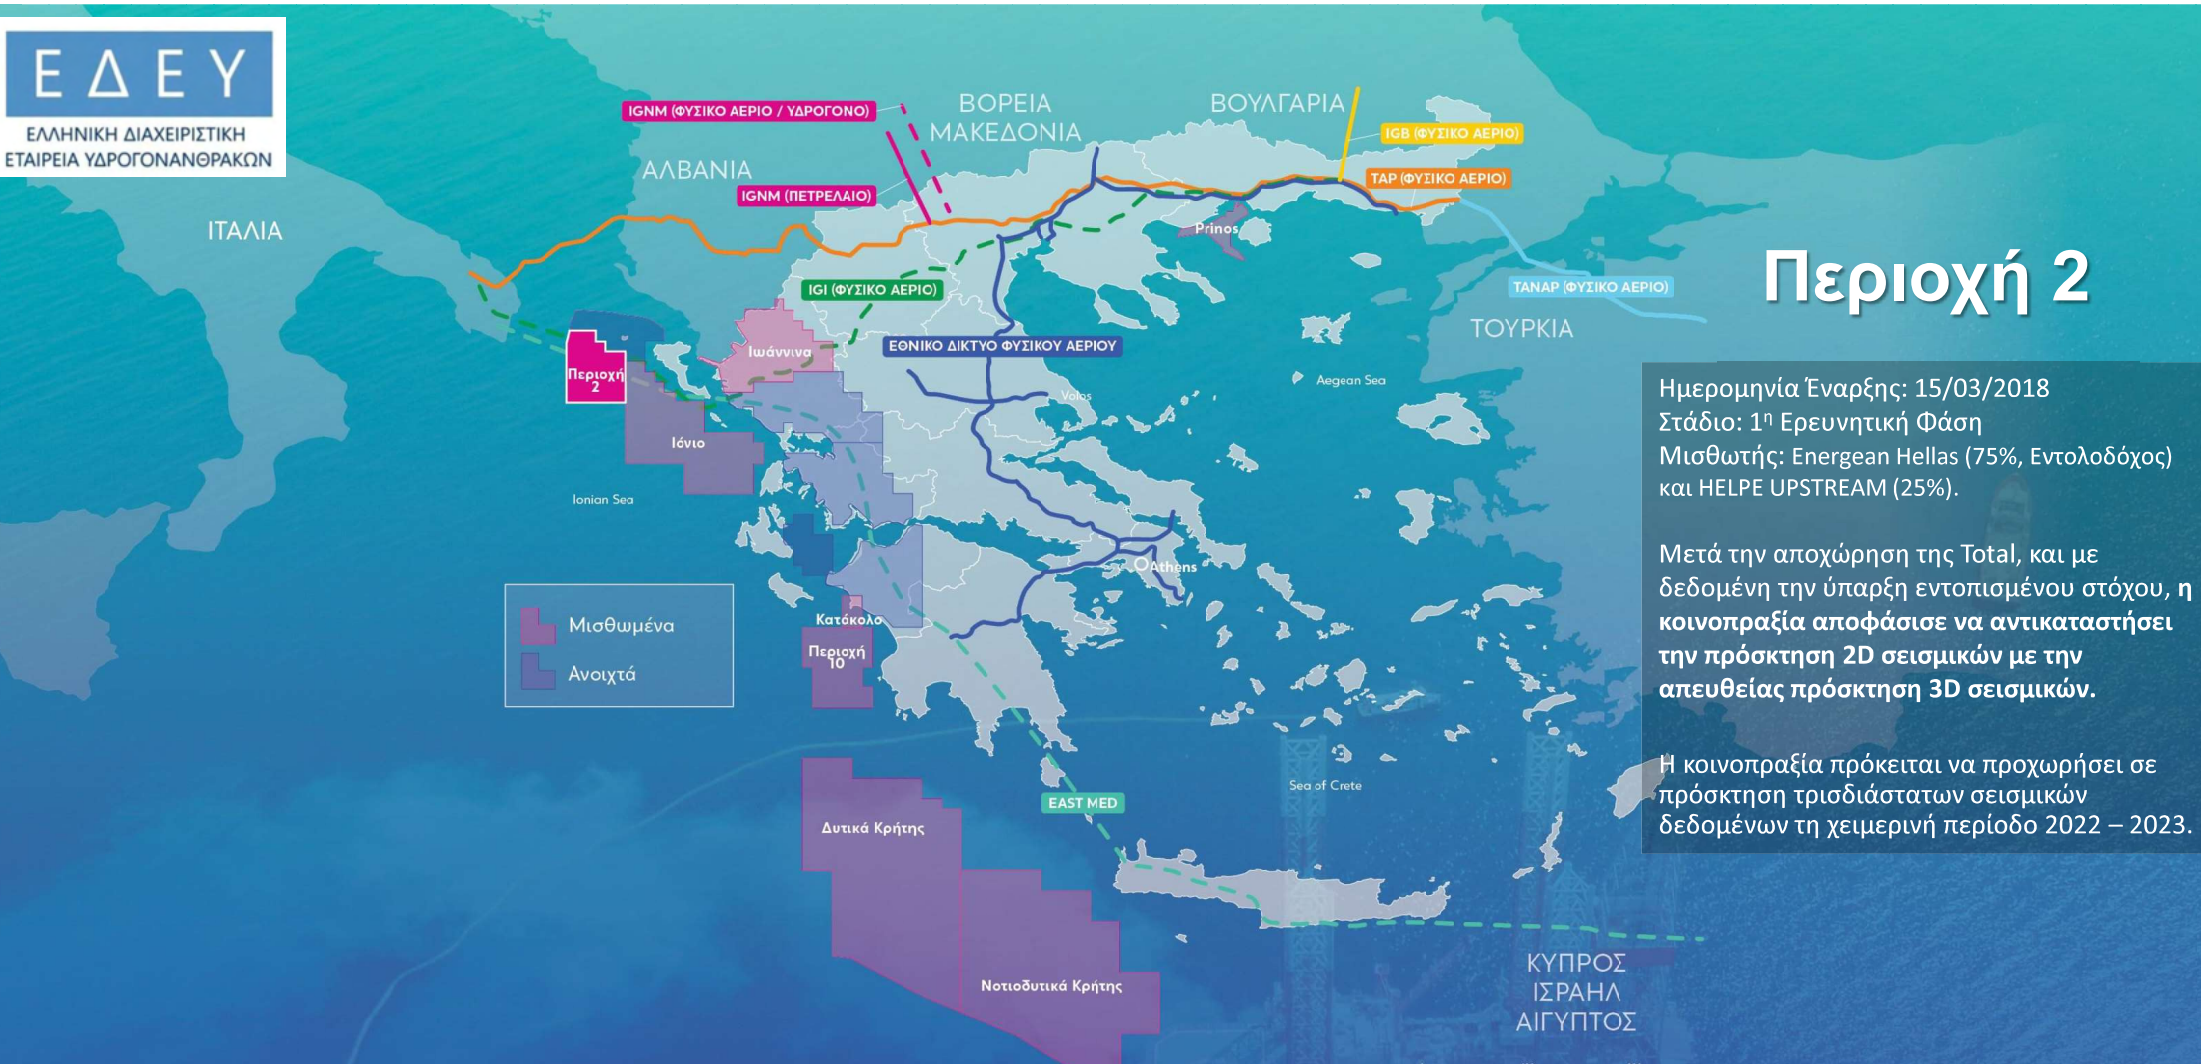 ΕΔΕΥ
ΕΛΛΗΝΙΚΗ ΔΙΑΧΕΙΡΙΣΤΙΚΗ
ΕΤΑΙΡΕΙΑ ΥΔΡΟΓΟΝΑΝΘΡΑΚΩΝ
IGNM (ΦΥΣΙΚΟ ΑΕΡΙΟ / ΥΔΡΟΓΟΝΟ)
ΒΟΡΕΙΑ
ΜΑΚΕΔΟΝΙΑ
ΒΟΥΛΓΑΡΙΑ
IGB (ΦΥΣΙΚΟ ΑΕΡΙΟ)
ΑΛΒΑΝΙΑ
IGNM (ΠΕΤΡΕΛΑΙΟ)
TAP (ΦΥΣΙΚΟ ΑΕΡΙΟ)
ΙΤΑΛΙΑ
Prinos
IGI (ΦΥΣΙΚΟ ΑΕΡΙΟ)
TANAP (ΦΥΣΙΚΟ ΑΕΡΙΟ)
ΤΟΥΡΚΙΑ
ΕΘΝΙΚΟ ΔΙΚΤΥΟ ΦΥΣΙΚΟΥ ΑΕΡΙΟΥ
Ιωάννινα
Περιοχή
2
Aegean Sea
Volos
Ιόνιο
Ionian Sea
Athens
Μισθωμένα
Ανοιχτά
Κατάκολο
Περιοχή
10
Sea of Crete
EAST MED
Δυτικά Κρήτης
Νοτιοδυτικά Κρήτης
ΚΥΠΡΟΣ
ΙΣΡΑΗΛ
ΑΙΓΥΠΤΟΣ
Περιοχή 2
Ημερομηνία Έναρξης: 15/03/2018
Στάδιο: 1η Ερευνητική Φάση
Μισθωτής: Energean Hellas (75%, Εντολοδόχος)
και HELPE UPSTREAM (25%).
Μετά την αποχώρηση της Total, και με
δεδομένη την ύπαρξη εντοπισμένου στόχου, η
κοινοπραξία αποφάσισε να αντικαταστήσει
την πρόσκτηση 2D σεισμικών με την
απευθείας πρόσκτηση 3D σεισμικών.
Η κοινοπραξία πρόκειται να προχωρήσει σε
πρόσκτηση τρισδιάστατων σεισμικών
δεδομένων τη χειμερινή περίοδο 2022 – 2023.